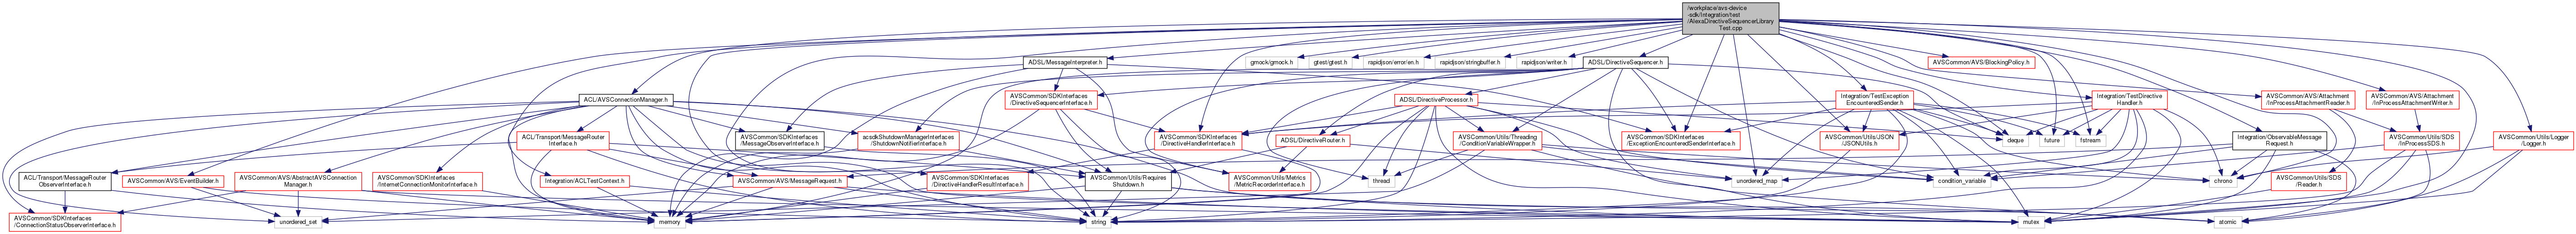 /workplace/avs-device
-sdk/Integration/test
/AlexaDirectiveSequencerLibrary
Test.cpp
ADSL/MessageInterpreter.h
gmock/gmock.h
gtest/gtest.h
rapidjson/error/en.h
rapidjson/stringbuffer.h
rapidjson/writer.h
ADSL/DirectiveSequencer.h
AVSCommon/AVS/BlockingPolicy.h
ACL/AVSConnectionManager.h
AVSCommon/SDKInterfaces
/DirectiveSequencerInterface.h
ADSL/DirectiveProcessor.h
Integration/TestException
EncounteredSender.h
Integration/TestDirective
Handler.h
AVSCommon/AVS/Attachment
/InProcessAttachmentReader.h
AVSCommon/AVS/Attachment
/InProcessAttachmentWriter.h
ACL/Transport/MessageRouter
Interface.h
AVSCommon/SDKInterfaces
/MessageObserverInterface.h
acsdkShutdownManagerInterfaces
/ShutdownNotifierInterface.h
AVSCommon/SDKInterfaces
/DirectiveHandlerInterface.h
ADSL/DirectiveRouter.h
AVSCommon/Utils/Threading
/ConditionVariableWrapper.h
AVSCommon/SDKInterfaces
/ExceptionEncounteredSenderInterface.h
AVSCommon/Utils/JSON
/JSONUtils.h
deque
future
fstream
Integration/ObservableMessage
Request.h
AVSCommon/Utils/SDS
/InProcessSDS.h
AVSCommon/Utils/Logger
/Logger.h
ACL/Transport/MessageRouter
ObserverInterface.h
AVSCommon/AVS/EventBuilder.h
AVSCommon/AVS/AbstractAVSConnection
Manager.h
AVSCommon/SDKInterfaces
/InternetConnectionMonitorInterface.h
Integration/ACLTestContext.h
AVSCommon/AVS/MessageRequest.h
AVSCommon/SDKInterfaces
/DirectiveHandlerResultInterface.h
AVSCommon/Utils/Requires
Shutdown.h
AVSCommon/Utils/Metrics
/MetricRecorderInterface.h
thread
unordered_map
condition_variable
chrono
AVSCommon/Utils/SDS
/Reader.h
AVSCommon/SDKInterfaces
/ConnectionStatusObserverInterface.h
unordered_set
memory
string
mutex
atomic